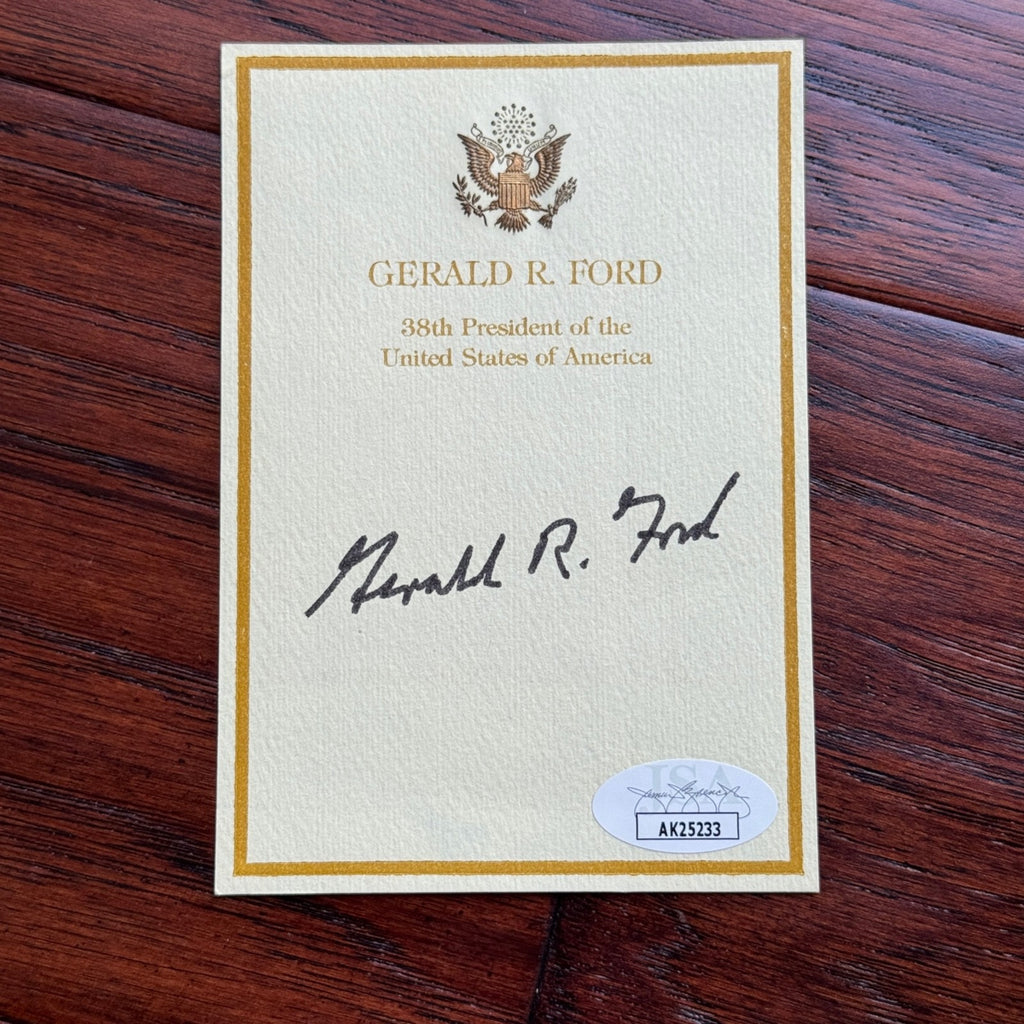 GERALD R. FORD
38th President of the
United States of America
Gerald R. Ford
JSA
AK25233